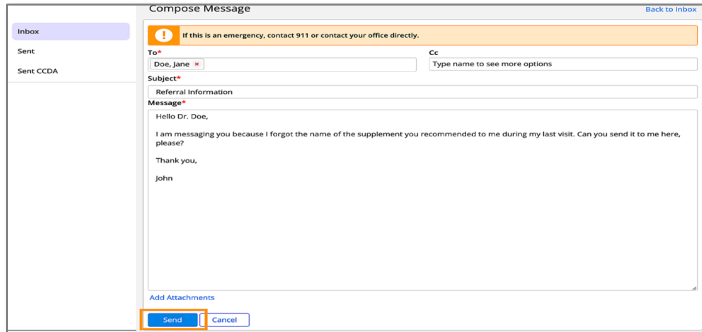 Compose Message
Back to Inbox
Inbox
Sent
Sent CCDA
If this is an emergency, contact 911 or contact your office directly.
To*
Cc
Doe, Jane ×
Type name to see more options
Subject*
Referral Information
Message*
Hello Dr. Doe,
I am messaging you because I forgot the name of the supplement you recommended to me during my last visit. Can you send it to me here,
please?
Thank you,
John
Add Attachments
Send
Cancel